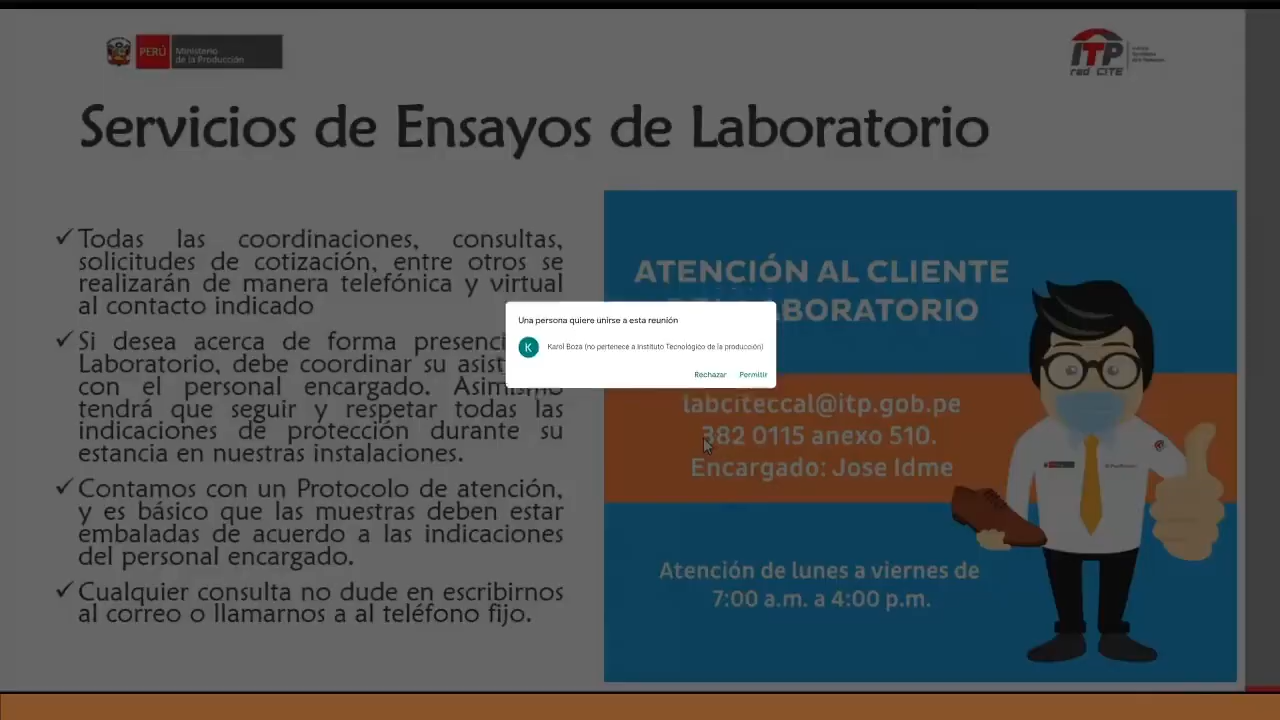 PERÚ
Ministerio
de la Producción
ITP
red CITE
Servicios de Ensayos de Laboratorio
✓ Todas las coordinaciones, consultas,
solicitudes de cotización, entre otros se
realizarán de manera telefónica y virtual
al contacto indicado
✓ Si desea acerca de forma
Laboratorio, debe coordinar su
con el personal encargado.
tendrá que seguir y respetar todas las
indicaciones de protección durante su
estancia en nuestras instalaciones.
✓ Contamos con un Protocolo de atención,
y es básico que las muestras deben estar
embaladas de acuerdo a las indicaciones
del personal encargado.
✓ Cualquier consulta no dude en escribirnos
al correo o llamarnos a al teléfono fijo.
Una persona quiere unirse a esta reunión
K
Karol Boza (no pertenece a Instituto Tecnológico de la producción)
Rechazar Permitir
ATENCIÓN AL CLIENTE
labciteccal@itp.gob.pe
382 0115 anexo 510.
Encargado: Jose Idme
Atención de lunes a viernes de
7:00 a.m. a 4:00 p.m.